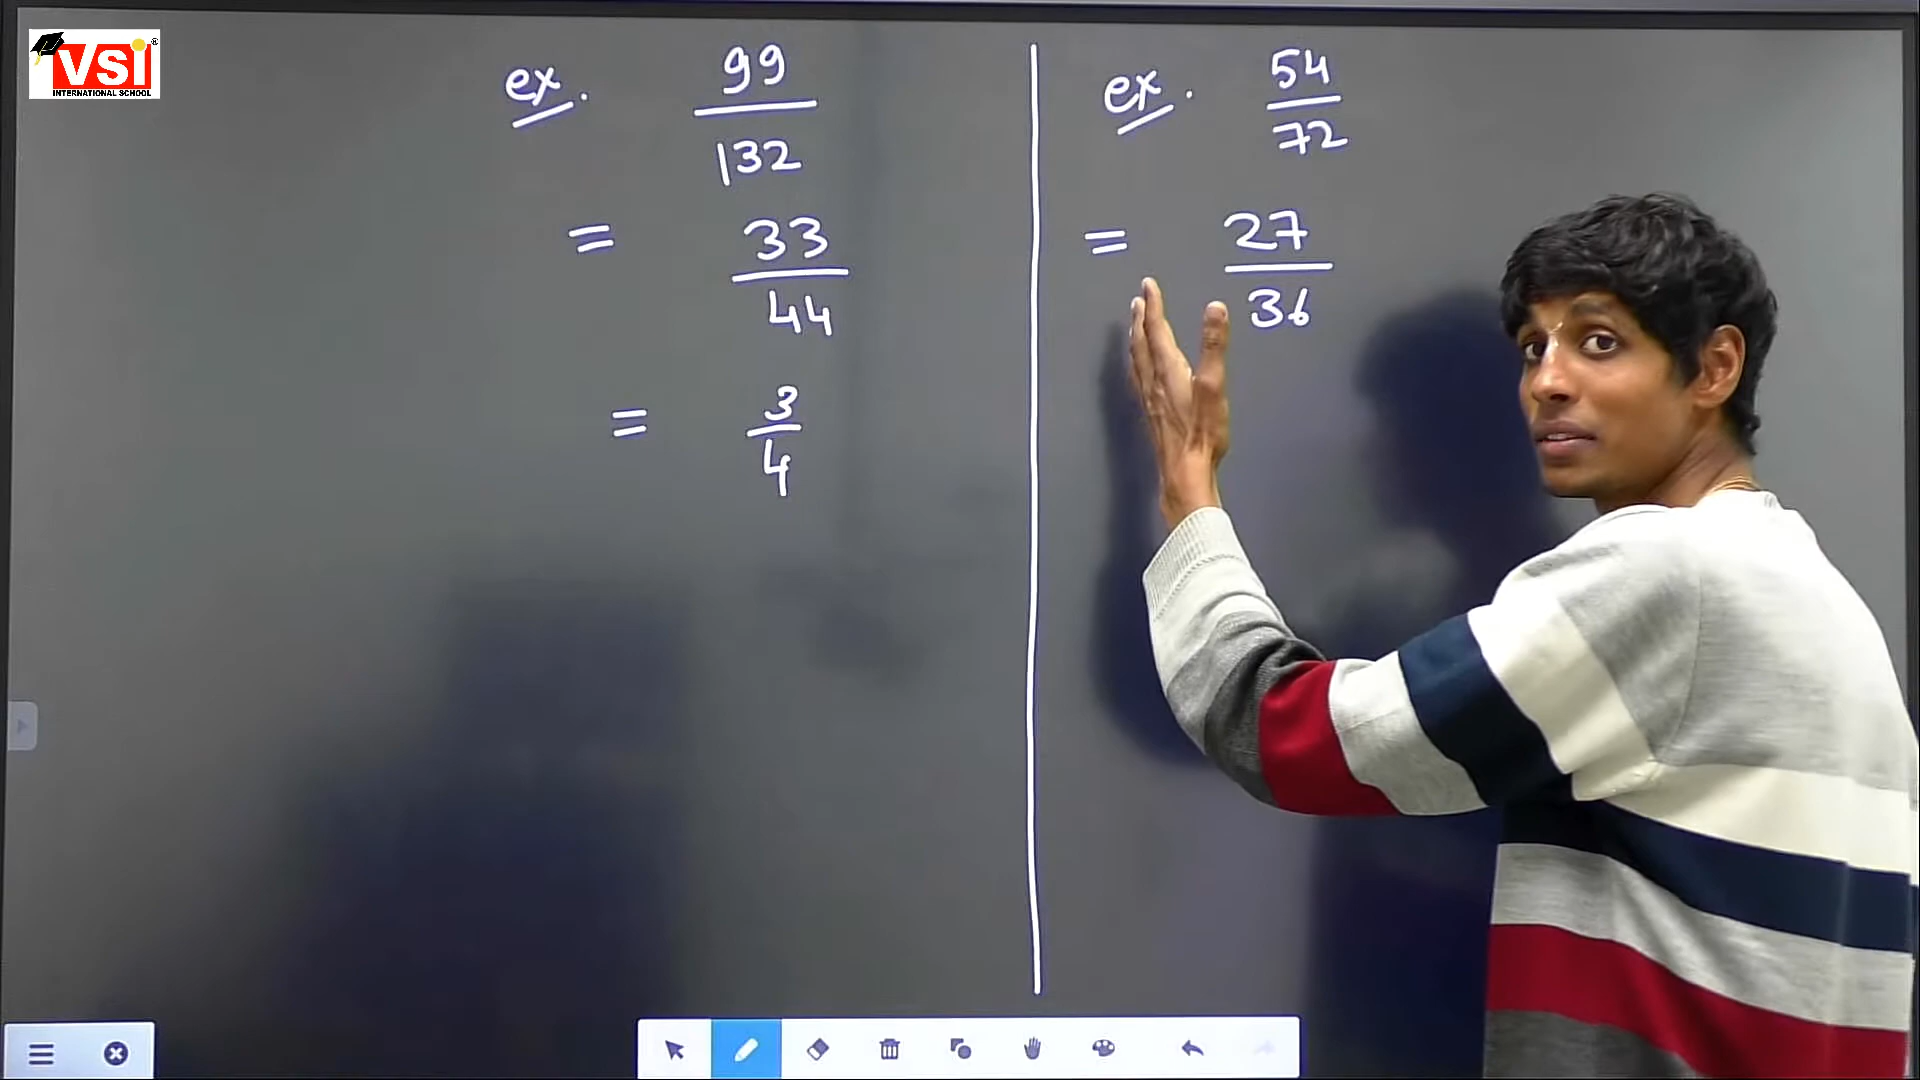 VSI
INTERNATIONAL SCHOOL
ex. 99/132
= 33/44
= 3/4
ex. 54/72
= 27/36